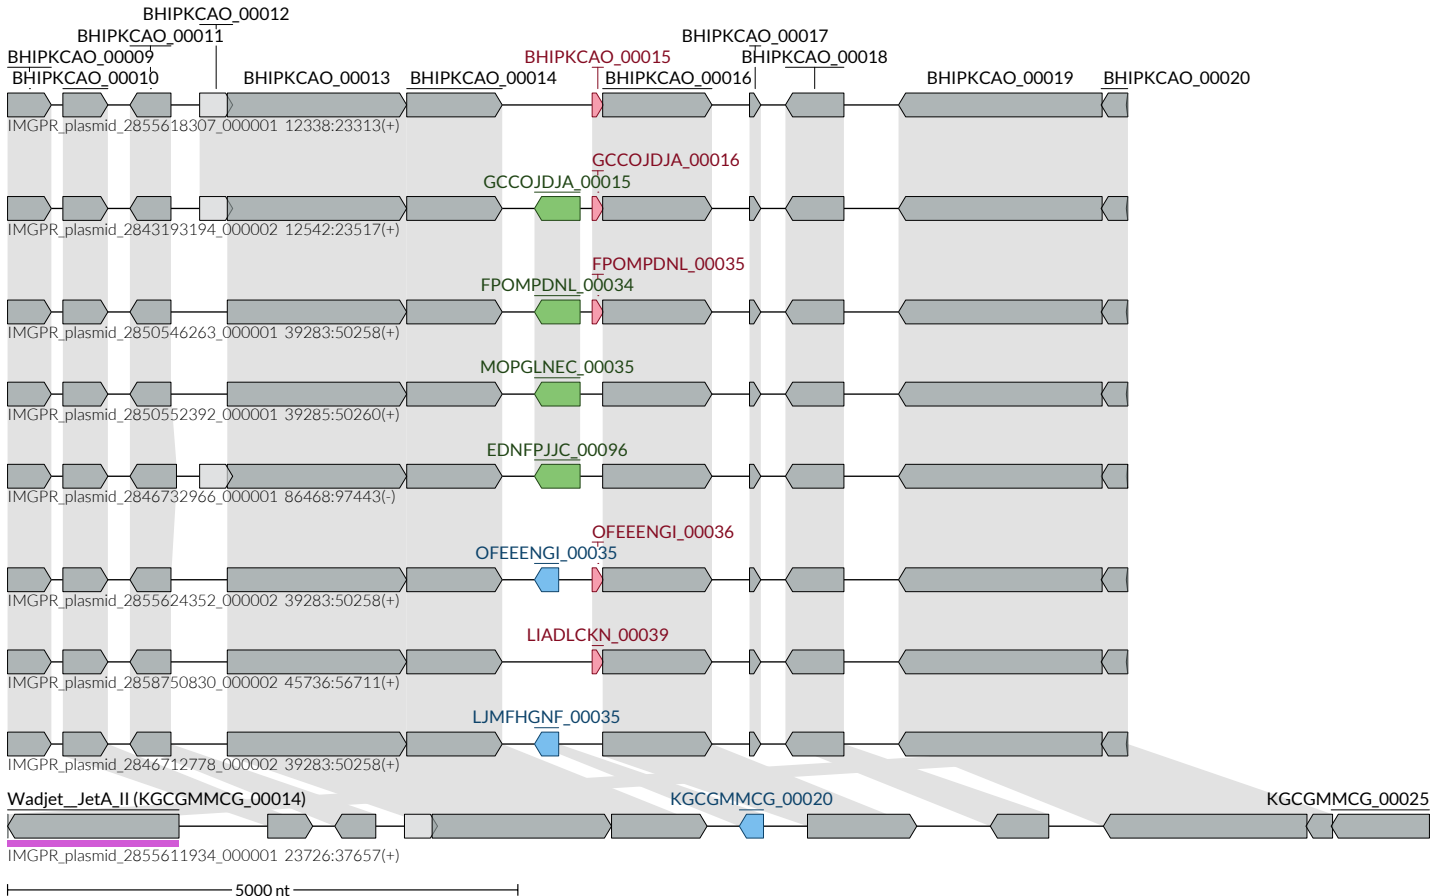 BHIPKCAO_00012
BHIPKCAO_00011 BHIPKCAO_00017
BHIPKCAO_00009 BHIPKCAO_00015 BHIPKCAO_00018
BHIPKCAO_00010 BHIPKCAO_00013 BHIPKCAO_00014 BHIPKCAO_00016 BHIPKCAO_00019 BHIPKCAO_00020
IMGPR_plasmid_2855618307_000001 12338:23313(+)
GCCOJDJA_00016
GCCOJDJA_00015
IMGPR_plasmid_2843193194_000002 12542:23517(+)
FPOMPDNL_00035
FPOMPDNL_00034
IMGPR_plasmid_2850546263_000001 39283:50258(+)
MOPGLNEC_00035
IMGPR_plasmid_2850552392_000001 39285:50260(+)
EDNFPJJC_00096
IMGPR_plasmid_2846732966_000001 86468:97443(-)
OFEEENGI_00036
OFEEENGI_00035
IMGPR_plasmid_2855624352_000002 39283:50258(+)
LIADLCKN_00039
IMGPR_plasmid_2858750830_000002 45736:56711(+)
LJMFHGNF_00035
IMGPR_plasmid_2846712778_000002 39283:50258(+)
Wadjet__JetA_II (KGCGMMCG_00014) KGCGMMCG_00020 KGCGMMCG_00025
IMGPR_plasmid_2855611934_000001 23726:37657(+)
5000 nt